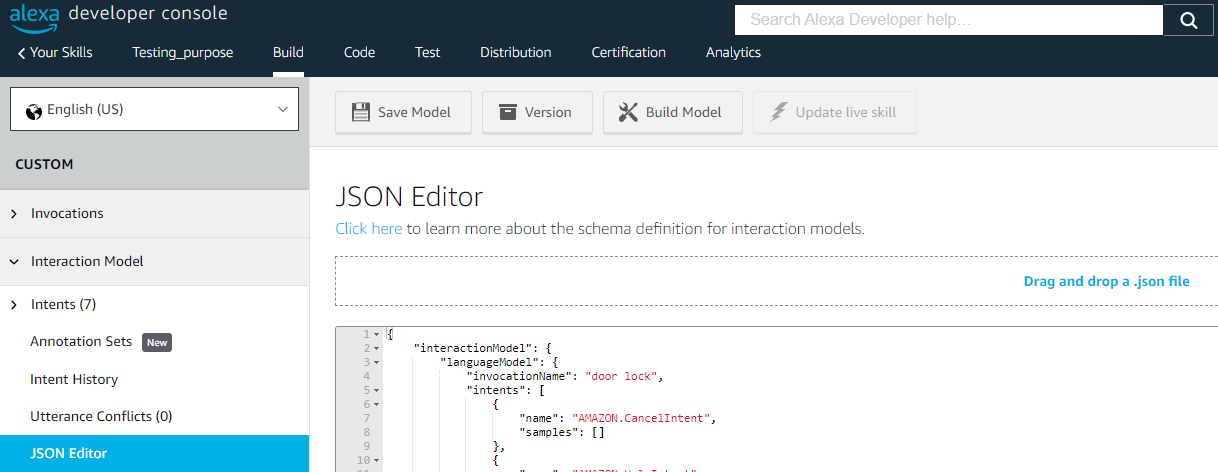 alexa developer console
Search Alexa Developer help...
Your Skills Testing_purpose Build Code Test Distribution Certification Analytics
English (US)
Save Model Version Build Model Update live skill
CUSTOM
Invocations
Interaction Model
Intents (7)
Annotation Sets New
Intent History
Utterance Conflicts (0)
JSON Editor
JSON Editor
Click here to learn more about the schema definition for interaction models.
Drag and drop a .json file
1 {
2 "interactionModel": {
3 "languageModel": {
4 "invocationName": "door lock",
5 "intents": [
6 {
7 "name": "AMAZON.CancelIntent",
8 "samples": []
9 },
10 {